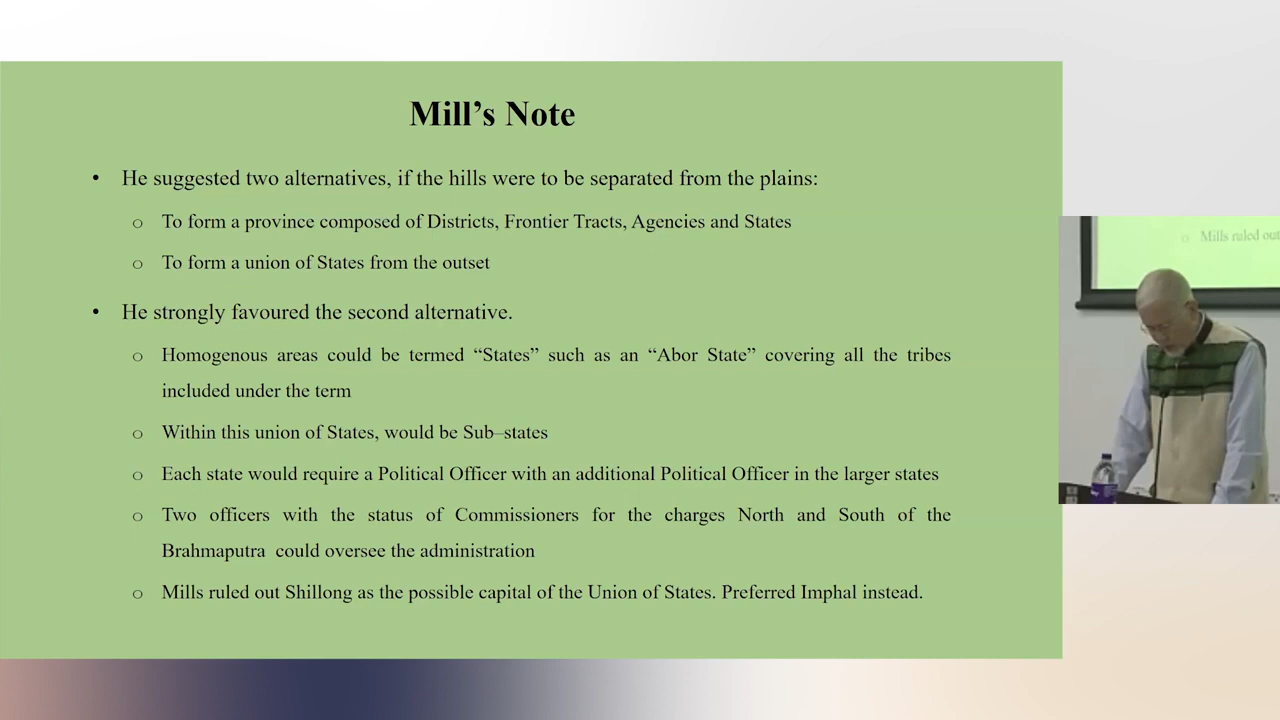 Mill’s Note
• He suggested two alternatives, if the hills were to be separated from the plains:
o To form a province composed of Districts, Frontier Tracts, Agencies and States
o To form a union of States from the outset
• He strongly favoured the second alternative.
o Homogenous areas could be termed “States” such as an “Abor State” covering all the tribes
included under the term
o Within this union of States, would be Sub–states
o Each state would require a Political Officer with an additional Political Officer in the larger states
o Two officers with the status of Commissioners for the charges North and South of the
Brahmaputra could oversee the administration
o Mills ruled out Shillong as the possible capital of the Union of States. Preferred Imphal instead.
o Mills ruled out